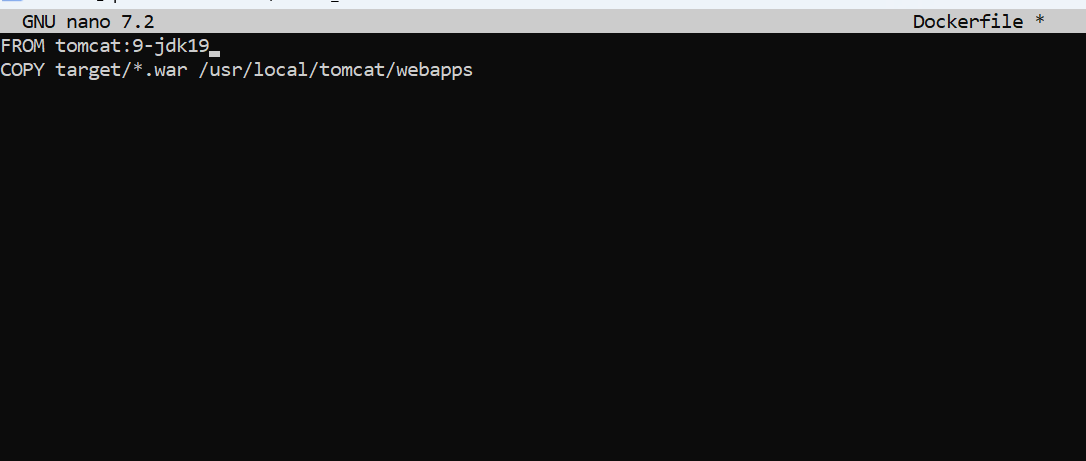 GNU nano 7.2 Dockerfile *
FROM tomcat:9-jdk19
COPY target/*.war /usr/local/tomcat/webapps